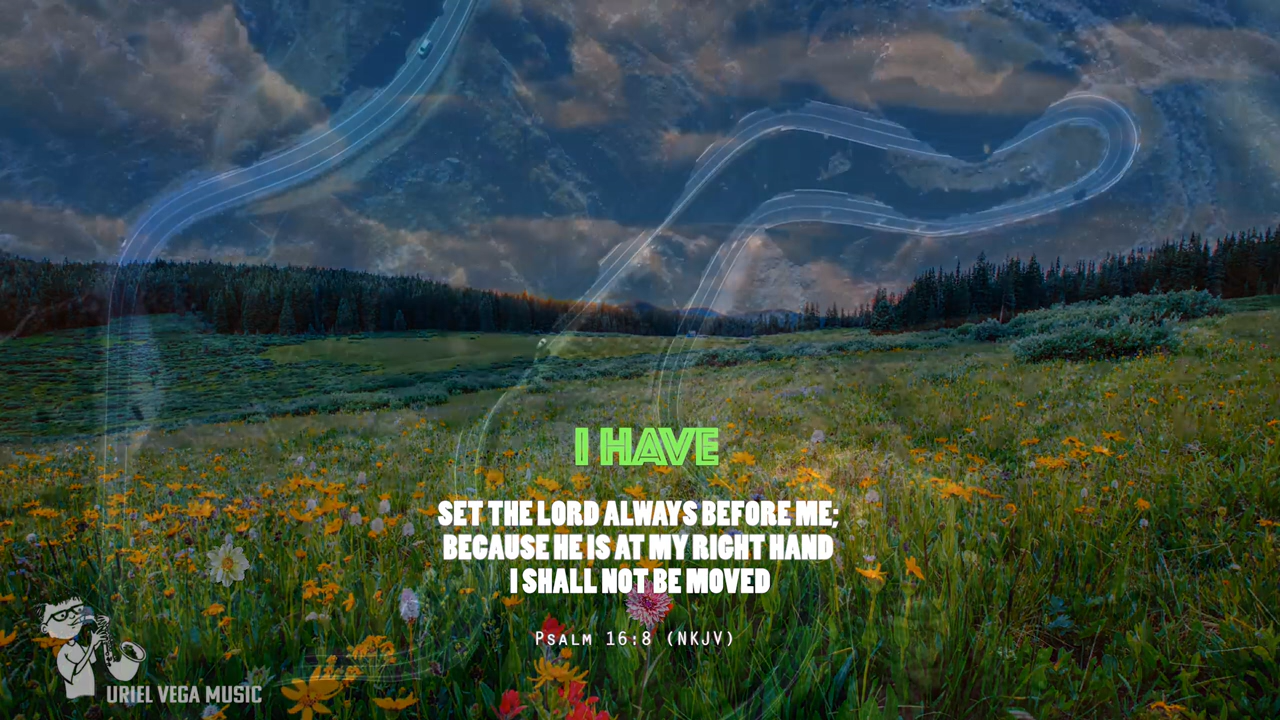 I HAVE
SET THE LORD ALWAYS BEFORE ME;
BECAUSE HE IS AT MY RIGHT HAND
I SHALL NOT BE MOVED
Psalm 16:8 (NKJV)
URIEL VEGA MUSIC